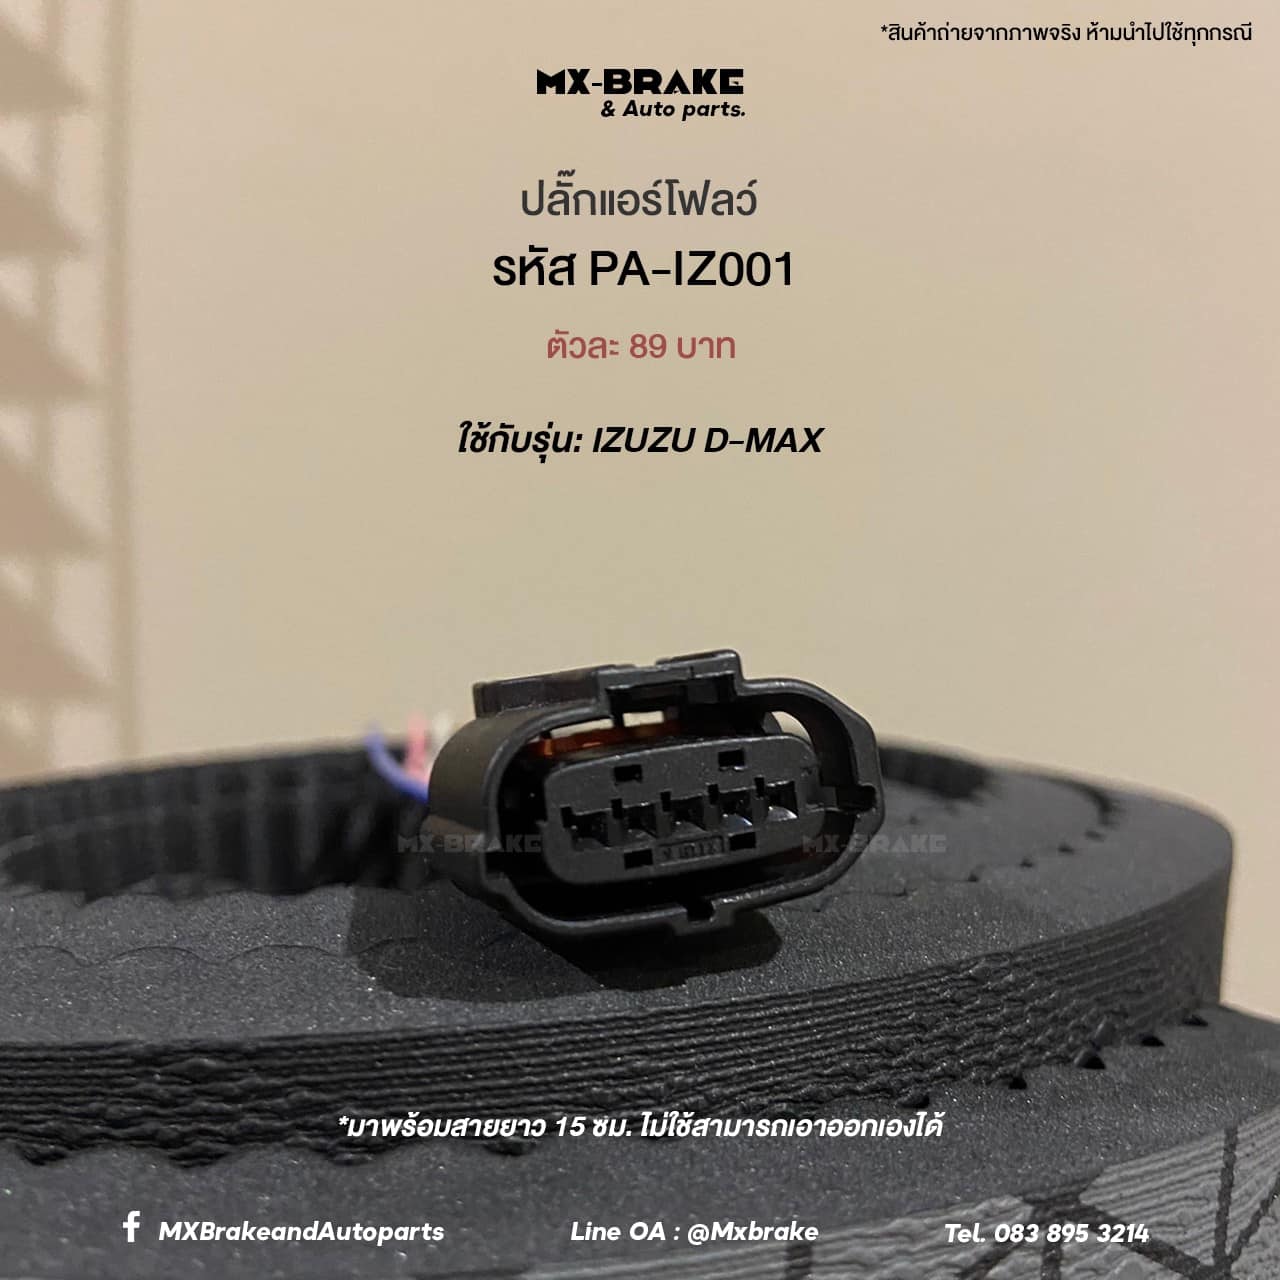 *สินค้าถ่ายจากภาพจริง ห้ามนำไปใช้ทุกกรณี
MX-BRAKE
& Auto parts.
ปลั๊กแอร์โฟลว์
รหัส PA-IZ001
ตัวละ 89 บาท
ใช้กับรุ่น: IZUZU D-MAX
MX-BRAKE MX-BRAKE
*มาพร้อมสายยาว 15 ซม. ไม่ใช้สามารถเอาออกเองได้
MXBrakeandAutoparts Line OA : @Mxbrake Tel. 083 895 3214